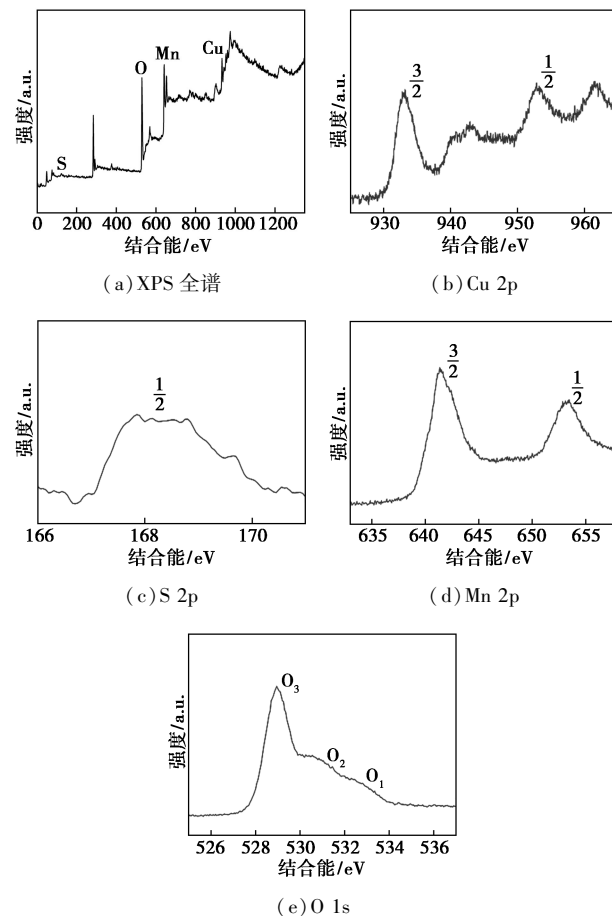 强度/a.u.
S
O
Mn
Cu
0 200 400 600 800 1000 1200
结合能/eV
(a)XPS 全谱
强度/a.u.
3/2
1/2
930 940 950 960
结合能/eV
(b)Cu 2p
强度/a.u.
1/2
166 168 170
结合能/eV
(c)S 2p
强度/a.u.
3/2
1/2
635 640 645 650 655
结合能/eV
(d)Mn 2p
强度/a.u.
O₃
O₂
O₁
526 528 530 532 534 536
结合能/eV
(e)O 1s